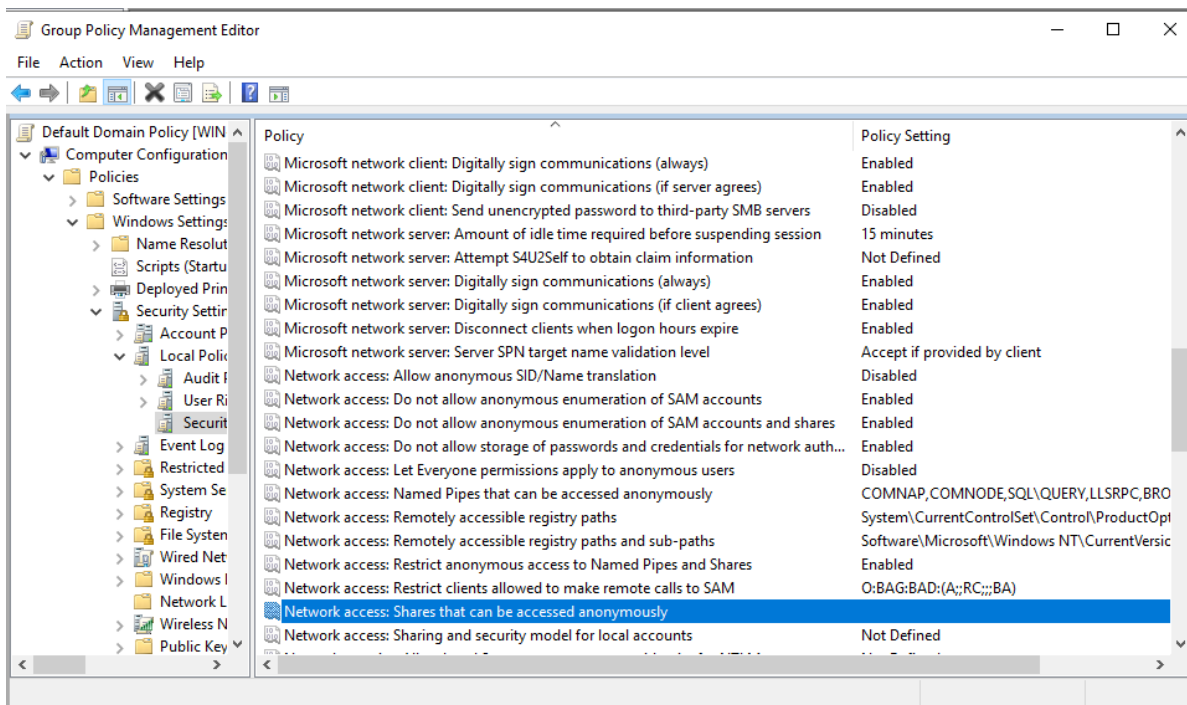 Group Policy Management Editor
File Action View Help
Default Domain Policy [WIN
Computer Configuration
Policies
Software Settings
Windows Settings
Name Resolut
Scripts (Startu
Deployed Prin
Security Settin
Account P
Local Polic
Audit P
User Ri
Securit
Event Log
Restricted
System Se
Registry
File System
Wired Net
Windows
Network L
Wireless N
Public Key
Policy Policy Setting
Microsoft network client: Digitally sign communications (always) Enabled
Microsoft network client: Digitally sign communications (if server agrees) Enabled
Microsoft network client: Send unencrypted password to third-party SMB servers Disabled
Microsoft network server: Amount of idle time required before suspending session 15 minutes
Microsoft network server: Attempt S4U2Self to obtain claim information Not Defined
Microsoft network server: Digitally sign communications (always) Enabled
Microsoft network server: Digitally sign communications (if client agrees) Enabled
Microsoft network server: Disconnect clients when logon hours expire Enabled
Microsoft network server: Server SPN target name validation level Accept if provided by client
Network access: Allow anonymous SID/Name translation Disabled
Network access: Do not allow anonymous enumeration of SAM accounts Enabled
Network access: Do not allow anonymous enumeration of SAM accounts and shares Enabled
Network access: Do not allow storage of passwords and credentials for network auth... Enabled
Network access: Let Everyone permissions apply to anonymous users Disabled
Network access: Named Pipes that can be accessed anonymously COMNAP,COMNODE,SQL\QUERY,LLSRPC,BRO
Network access: Remotely accessible registry paths System\CurrentControlSet\Control\ProductOpt
Network access: Remotely accessible registry paths and sub-paths Software\Microsoft\Windows NT\CurrentVersic
Network access: Restrict anonymous access to Named Pipes and Shares Enabled
Network access: Restrict clients allowed to make remote calls to SAM O:BAG:BAD:(A;;RC;;;BA)
Network access: Shares that can be accessed anonymously
Network access: Sharing and security model for local accounts Not Defined